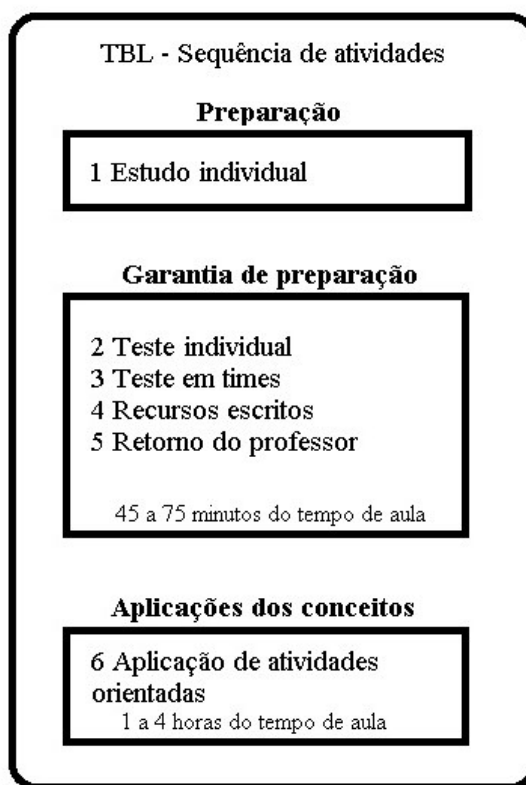 TBL - Sequência de atividades
Preparação
1 Estudo individual
Garantia de preparação
2 Teste individual
3 Teste em times
4 Recursos escritos
5 Retorno do professor
45 a 75 minutos do tempo de aula
Aplicações dos conceitos
6 Aplicação de atividades
orientadas
1 a 4 horas do tempo de aula